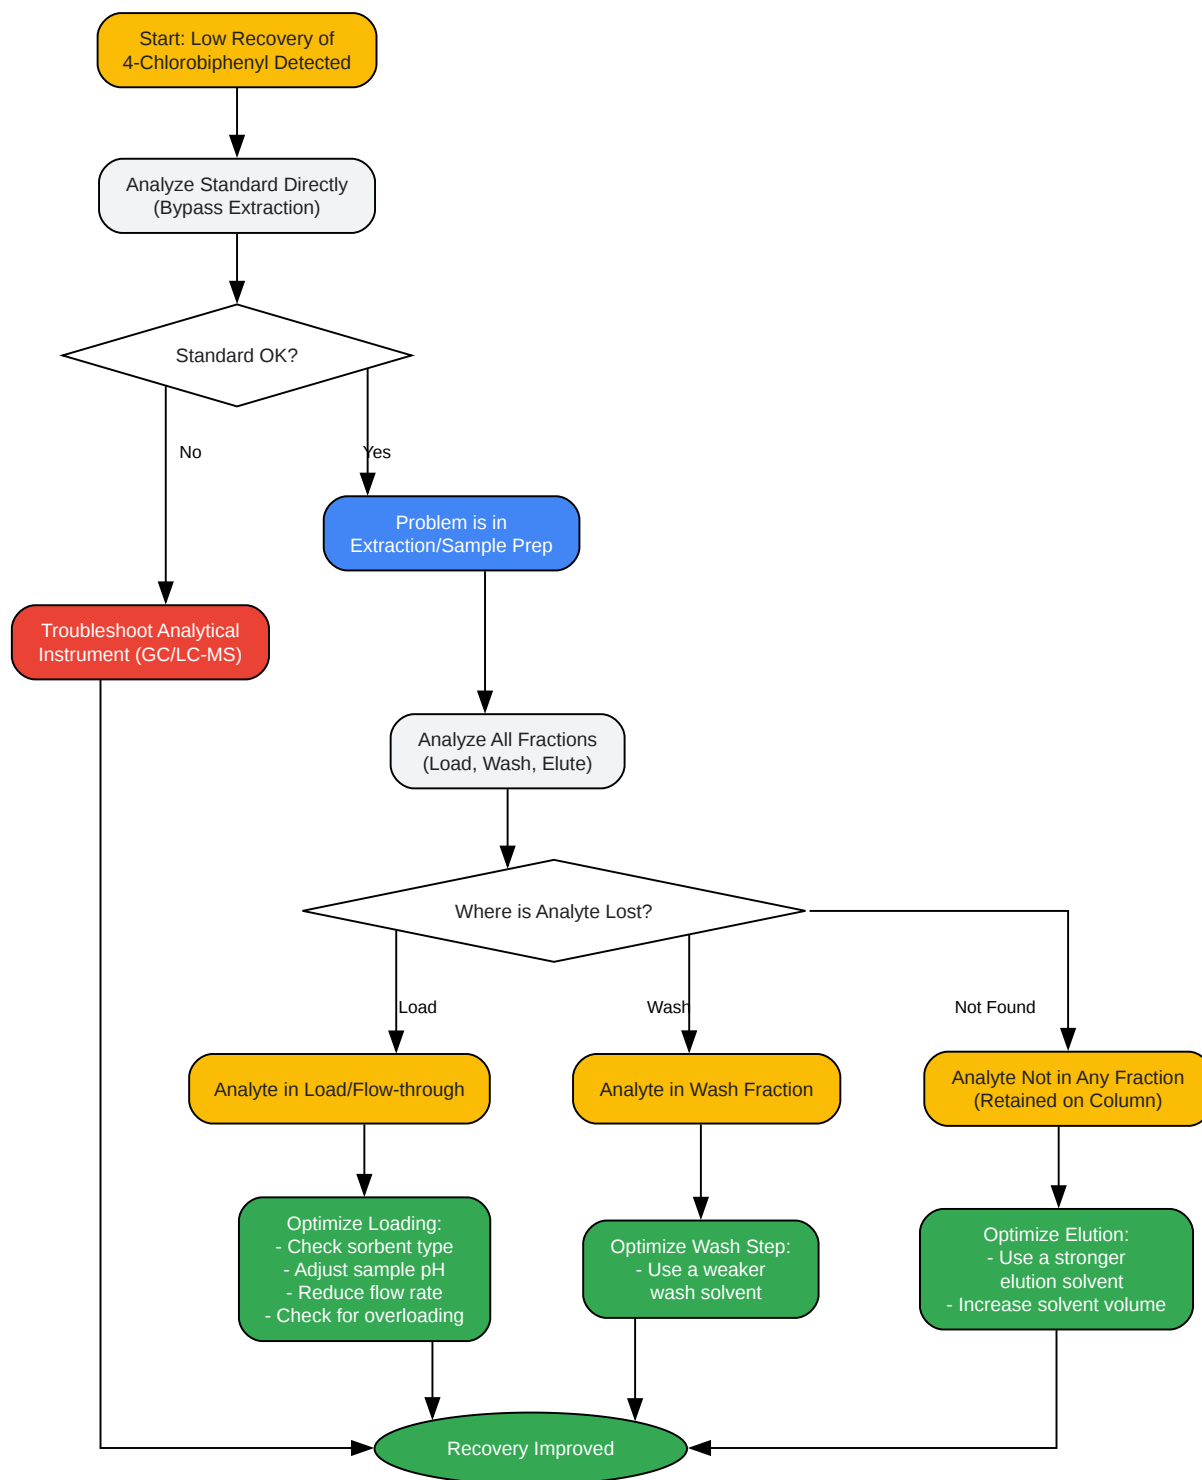 Start: Low Recovery of
4-Chlorobiphenyl Detected
Analyze Standard Directly
(Bypass Extraction)
Standard OK?
No
Yes
Problem is in
Extraction/Sample Prep
Troubleshoot Analytical
Instrument (GC/LC-MS)
Analyze All Fractions
(Load, Wash, Elute)
Where is Analyte Lost?
Load
Wash
Not Found
Analyte in Load/Flow-through
Analyte in Wash Fraction
Analyte Not in Any Fraction
(Retained on Column)
Optimize Loading:
- Check sorbent type
- Adjust sample pH
- Reduce flow rate
- Check for overloading
Optimize Wash Step:
- Use a weaker
wash solvent
Optimize Elution:
- Use a stronger
elution solvent
- Increase solvent volume
Recovery Improved